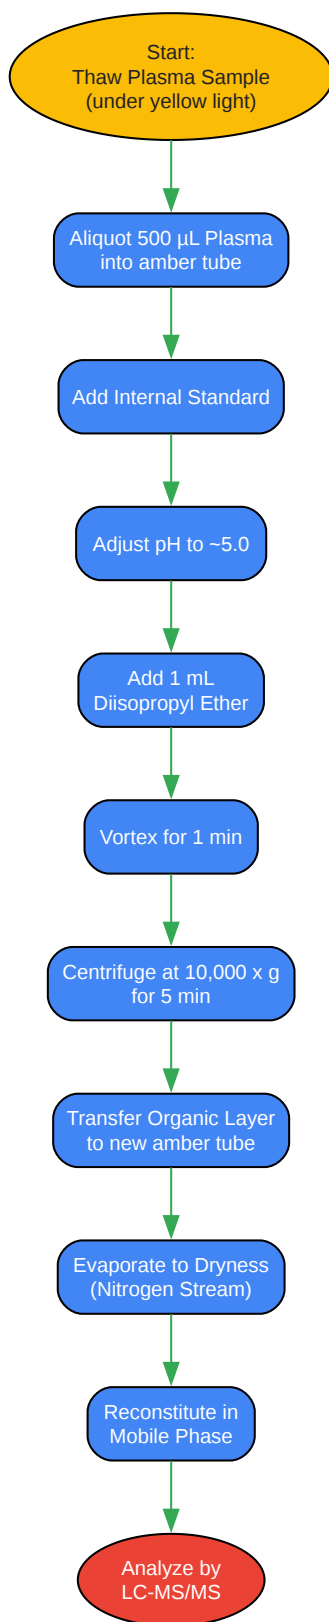 Start:
Thaw Plasma Sample
(under yellow light)
Aliquot 500 µL Plasma
into amber tube
Add Internal Standard
Adjust pH to ~5.0
Add 1 mL
Diisopropyl Ether
Vortex for 1 min
Centrifuge at 10,000 x g
for 5 min
Transfer Organic Layer
to new amber tube
Evaporate to Dryness
(Nitrogen Stream)
Reconstitute in
Mobile Phase
Analyze by
LC-MS/MS